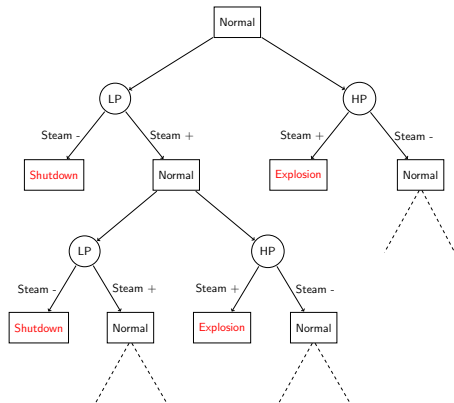 Normal
LP
HP
Steam -
Steam +
Steam +
Steam -
Shutdown
Normal
Explosion
Normal
LP
HP
Steam -
Steam +
Steam +
Steam -
Shutdown
Normal
Explosion
Normal